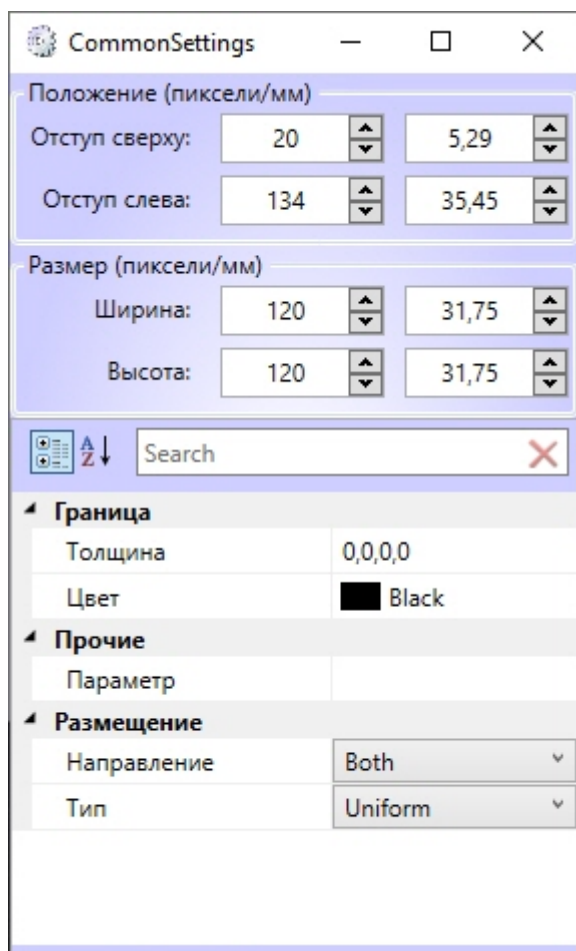 CommonSettings
Положение (пиксели/мм)
Отступ сверху: 20 5,29
Отступ слева: 134 35,45
Размер (пиксели/мм)
Ширина: 120 31,75
Высота: 120 31,75
A
Z Search
Граница
Толщина 0,0,0,0
Цвет Black
Прочие
Параметр
Размещение
Направление Both
Тип Uniform